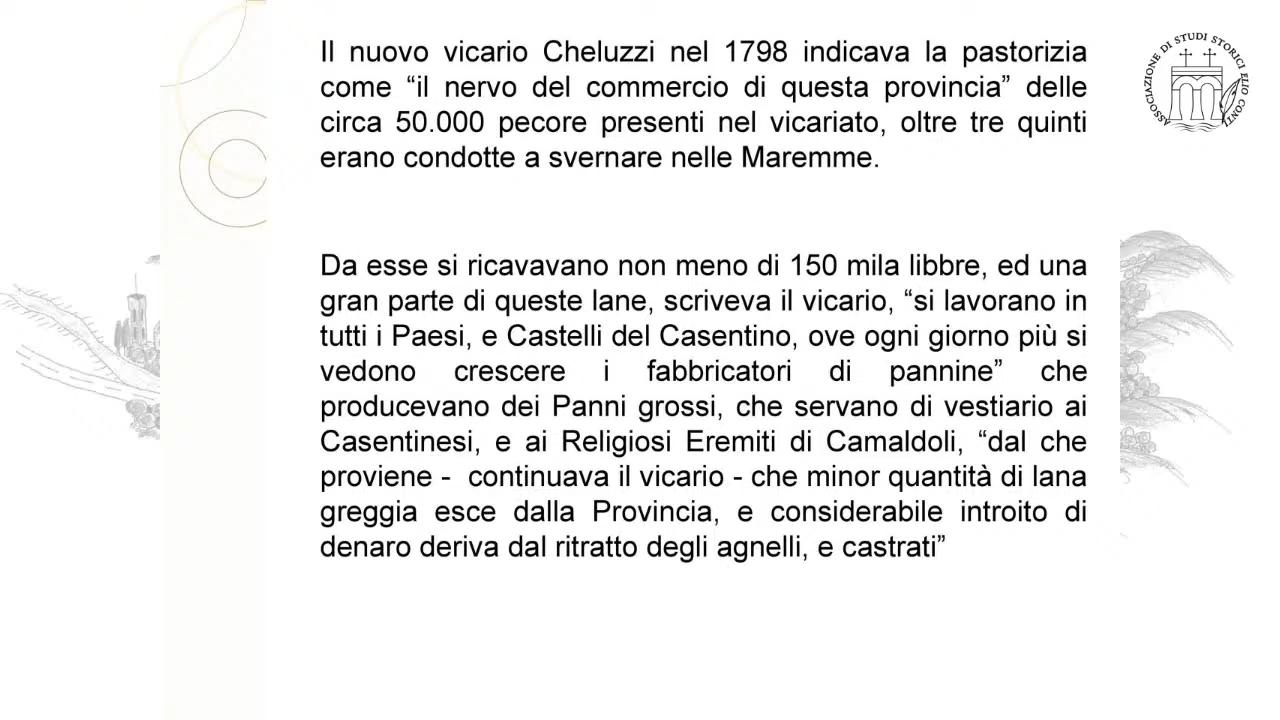 Il nuovo vicario Cheluzzi nel 1798 indicava la pastorizia
come “il nervo del commercio di questa provincia” delle
circa 50.000 pecore presenti nel vicariato, oltre tre quinti
erano condotte a svernare nelle Maremme.
Da esse si ricavavano non meno di 150 mila libbre, ed una
gran parte di queste lane, scriveva il vicario, “si lavorano in
tutti i Paesi, e Castelli del Casentino, ove ogni giorno più si
vedono crescere i fabbricatori di pannine” che
producevano dei Panni grossi, che servano di vestiario ai
Casentinesi, e ai Religiosi Eremiti di Camaldoli, “dal che
proviene -  continuava il vicario - che minor quantità di lana
greggia esce dalla Provincia, e considerabile introito di
denaro deriva dal ritratto degli agnelli, e castrati”
ASSOCIAZIONE DI STUDI STORICI ELIO CONTI